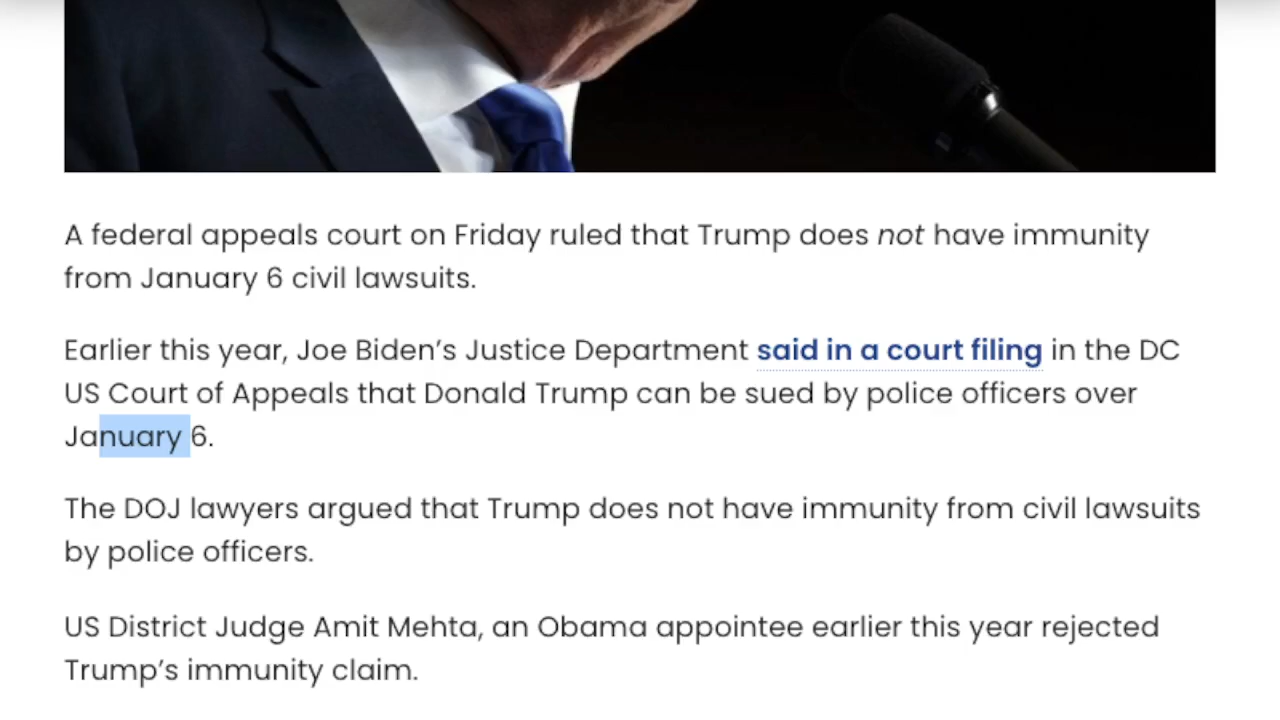 A federal appeals court on Friday ruled that Trump does not have immunity
from January 6 civil lawsuits.
Earlier this year, Joe Biden’s Justice Department said in a court filing in the DC
US Court of Appeals that Donald Trump can be sued by police officers over
January 6.
The DOJ lawyers argued that Trump does not have immunity from civil lawsuits
by police officers.
US District Judge Amit Mehta, an Obama appointee earlier this year rejected
Trump’s immunity claim.